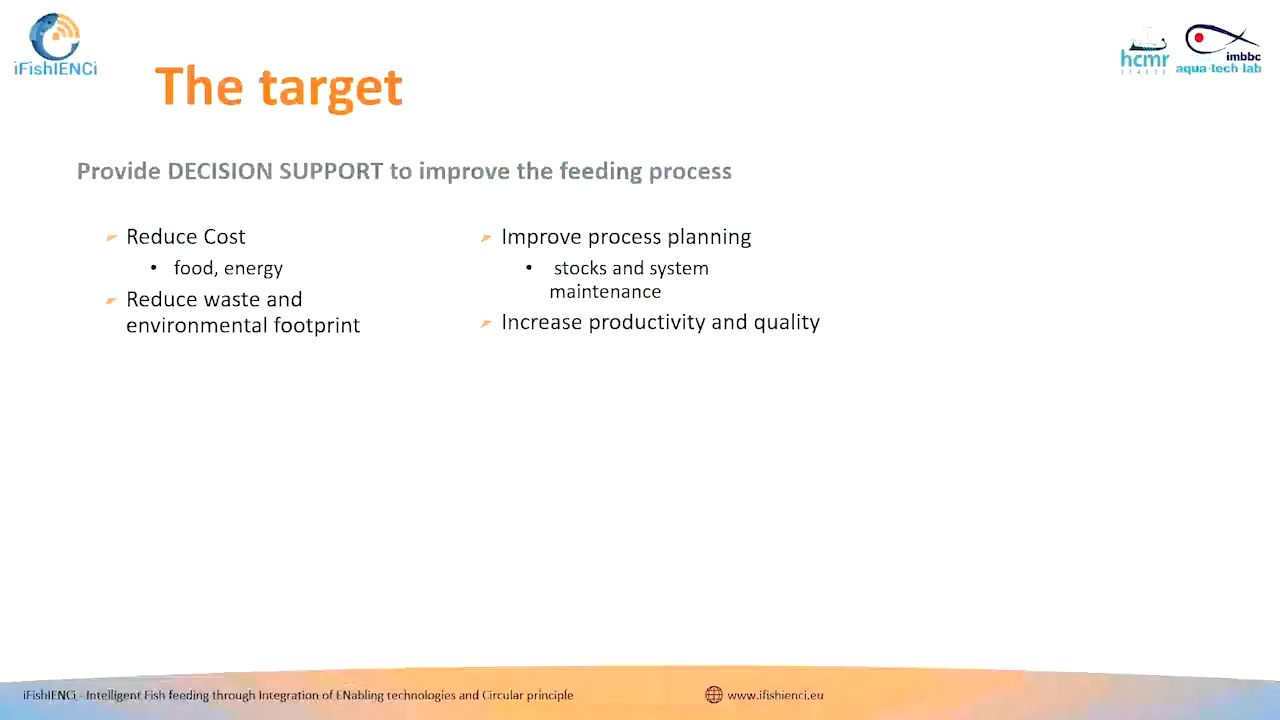 iFishIENCi
hcmr
imbbc
aqua-tech lab
The target
Provide DECISION SUPPORT to improve the feeding process
Reduce Cost
• food, energy
Reduce waste and
environmental footprint
Improve process planning
• stocks and system
maintenance
Increase productivity and quality
iFishIENCi - Intelligent Fish feeding through Integration of ENabling technologies and Circular principle
www.ifishienci.eu